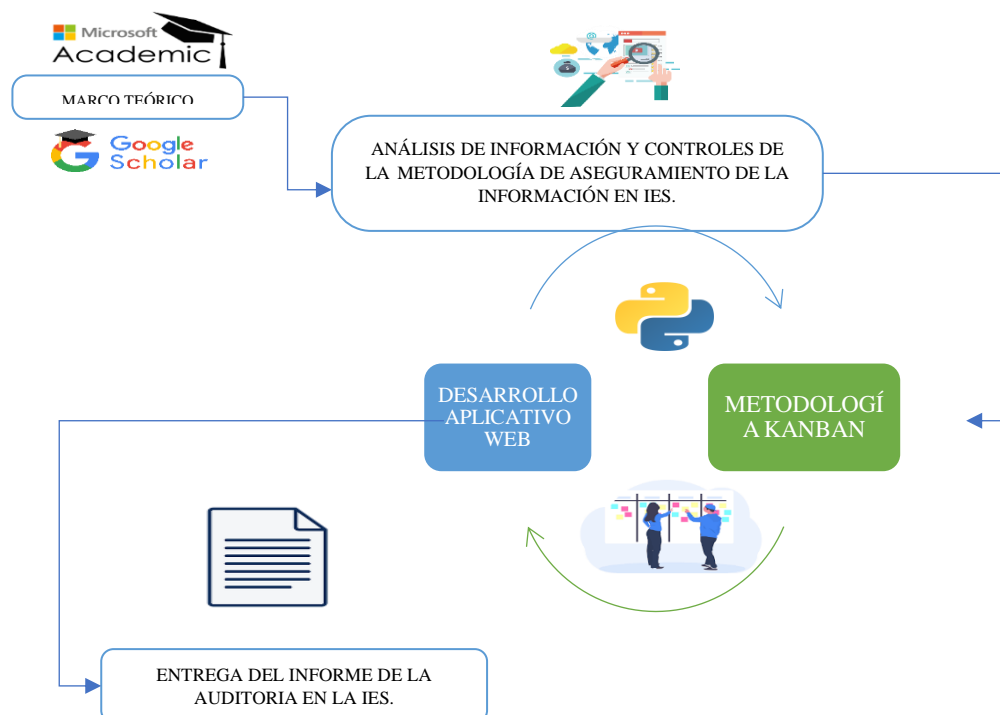 Microsoft
Academic
MARCO TEÓRICO
Google
Scholar
ANÁLISIS DE INFORMACIÓN Y CONTROLES DE
LA METODOLOGÍA DE ASEGURAMIENTO DE LA
INFORMACIÓN EN IES.
DESARROLLO
APLICATIVO
WEB
METODOLOGÍ
A KANBAN
ENTREGA DEL INFORME DE LA
AUDITORIA EN LA IES.